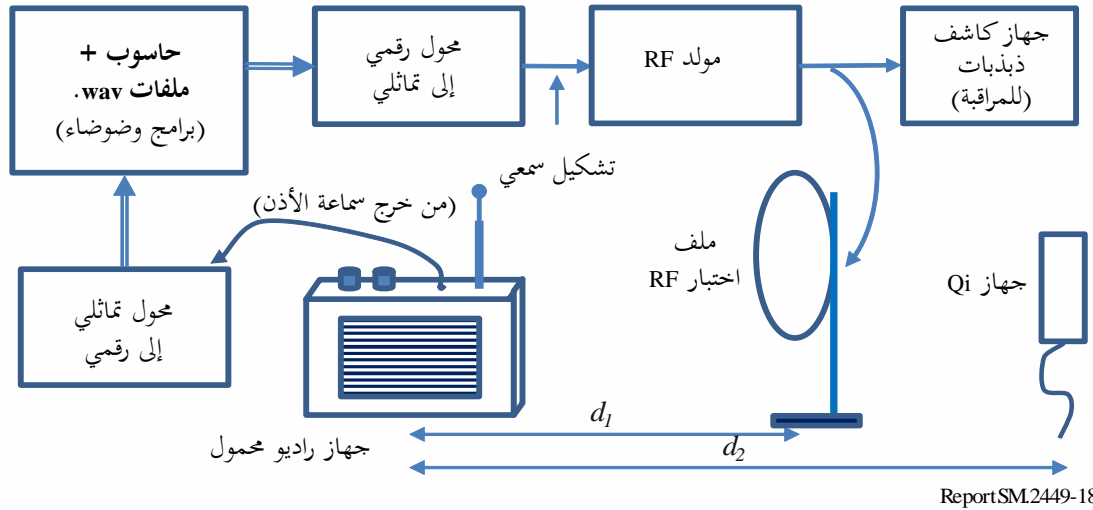 حاسوب +
ملفات wav.
(برامج وضوضاء)
محول رقمي
إلى تماثلي
مولد RF
جهاز كاشف
ذبذبات
(للمراقبة)
تشكيل سمعي
(من خرج سماعة الأذن)
محول تماثلي
إلى رقمي
ملف
اختبار RF
جهاز Qi
جهاز راديو محمول
d1
d2
Report SM.2449-18